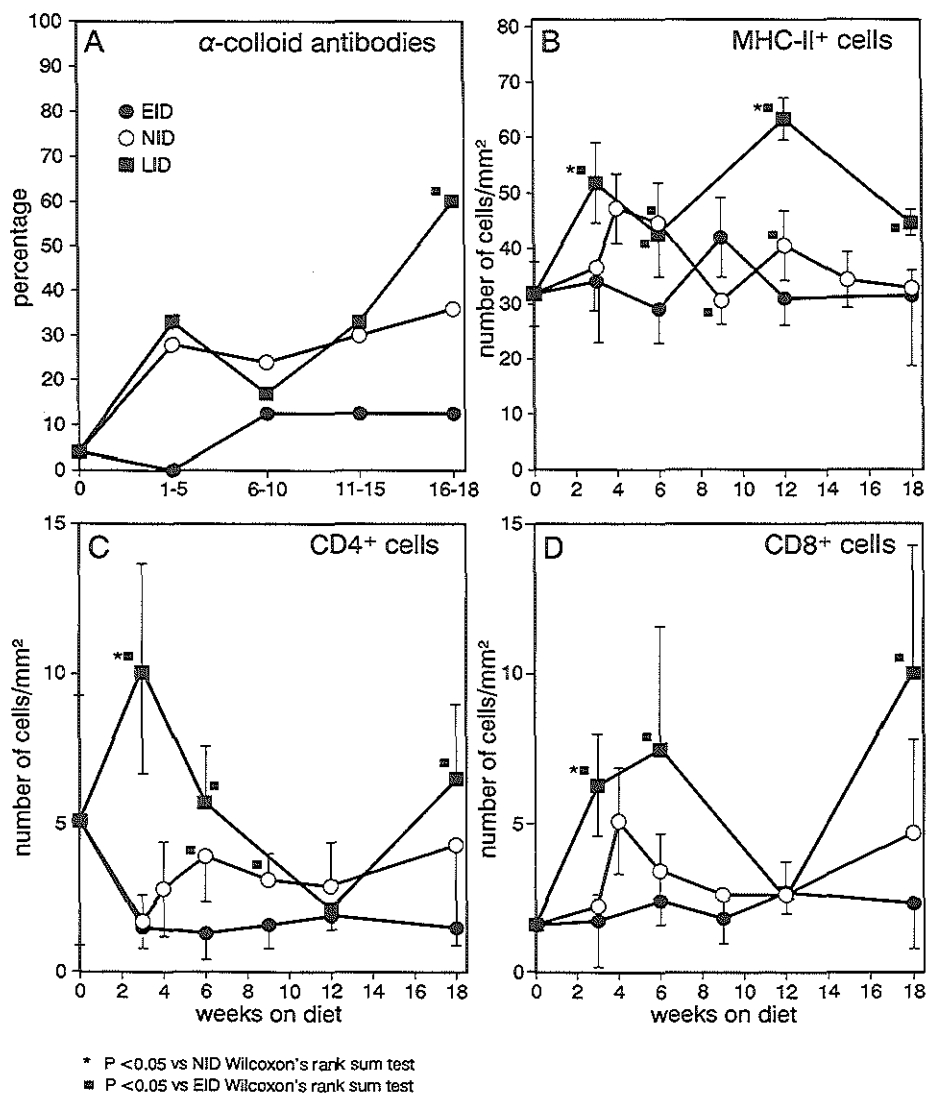 A
α-colloid antibodies
100
90
80
70
60
50
40
30
20
10
0
percentage
EID
NID
LID
0
1-5
6-10
11-15
16-18
B
MHC-II+ cells
80
70
60
50
40
30
20
10
0
number of cells/mm²
*
*
0 2 4 6 8 10 12 14 16 18
C
CD4+ cells
15
10
5
0
number of cells/mm²
*
0 2 4 6 8 10 12 14 16 18
weeks on diet
D
CD8+ cells
15
10
5
0
number of cells/mm²
*
0 2 4 6 8 10 12 14 16 18
weeks on diet
* P <0.05 vs NID Wilcoxon's rank sum test
P <0.05 vs EID Wilcoxon's rank sum test